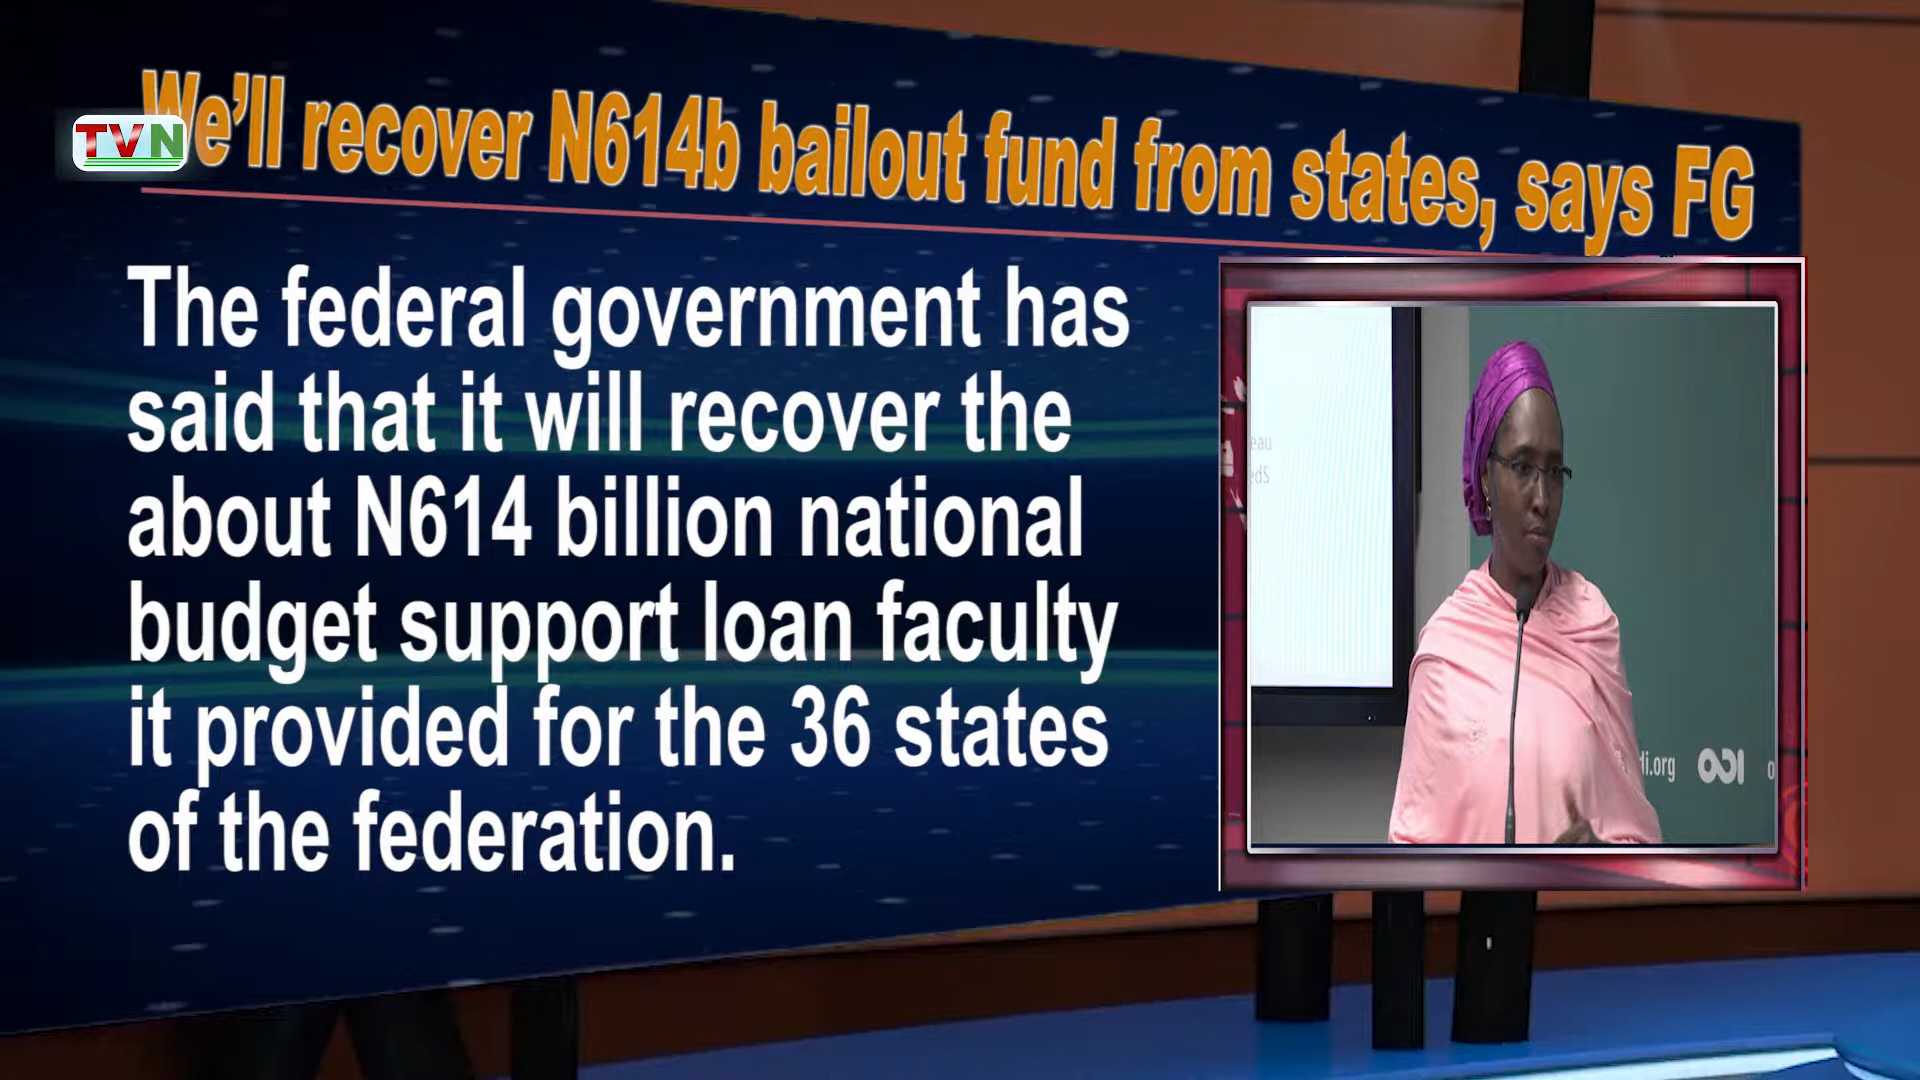 We'll recover N614b bailout fund from states, says FG
TVN
The federal government has
said that it will recover the
about N614 billion national
budget support loan faculty
it provided for the 36 states
of the federation.
eau
edS
di.org
ODI
o